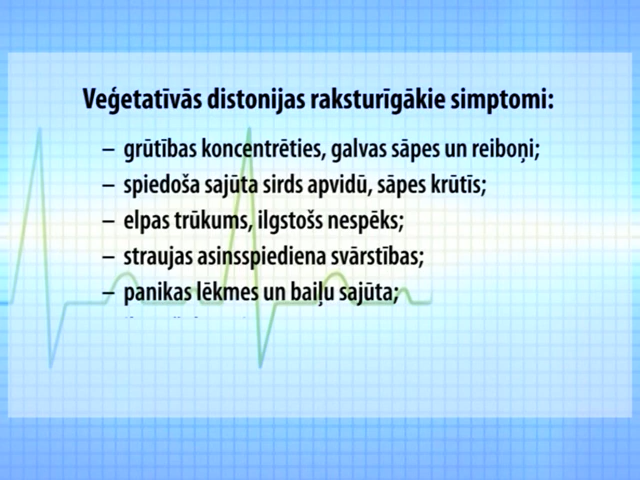 Veģetatīvās distonijas raksturīgākie simptomi:
– grūtības koncentrēties, galvas sāpes un reiboņi;
– spiedoša sajūta sirds apvidū, sāpes krūtīs;
– elpas trūkums, ilgstošs nespēks;
– straujas asinsspiediena svārstības;
– panikas lēkmes un baiļu sajūta;